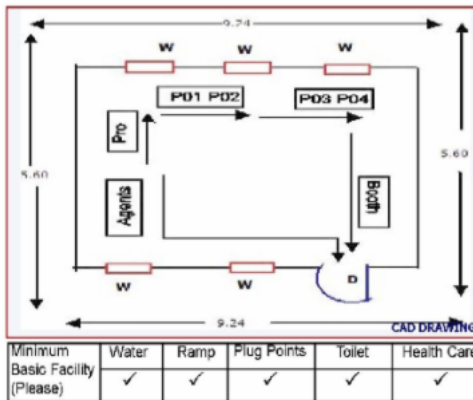 9.24
W W W
P01 P02 P03 P04
Pro
5.60 5.60
Agents Booth
D
W W
9.24
CAD DRAWING
Minimum Basic Facility (Please) Water Ramp Plug Points Toilet Health Care
✓ ✓ ✓ ✓ ✓